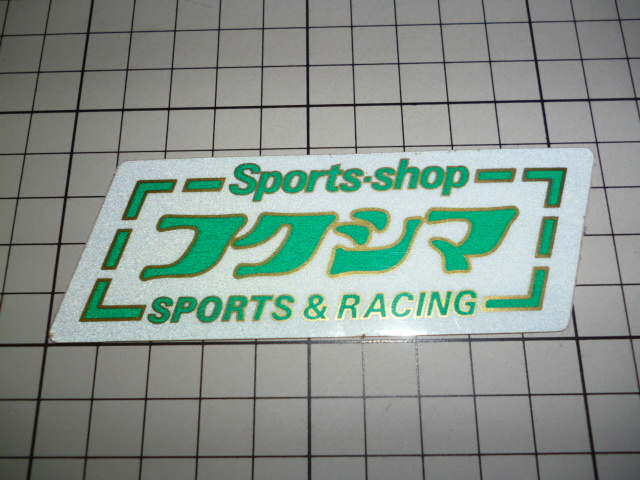 Sports-shop
フクシマ
SPORTS & RACING